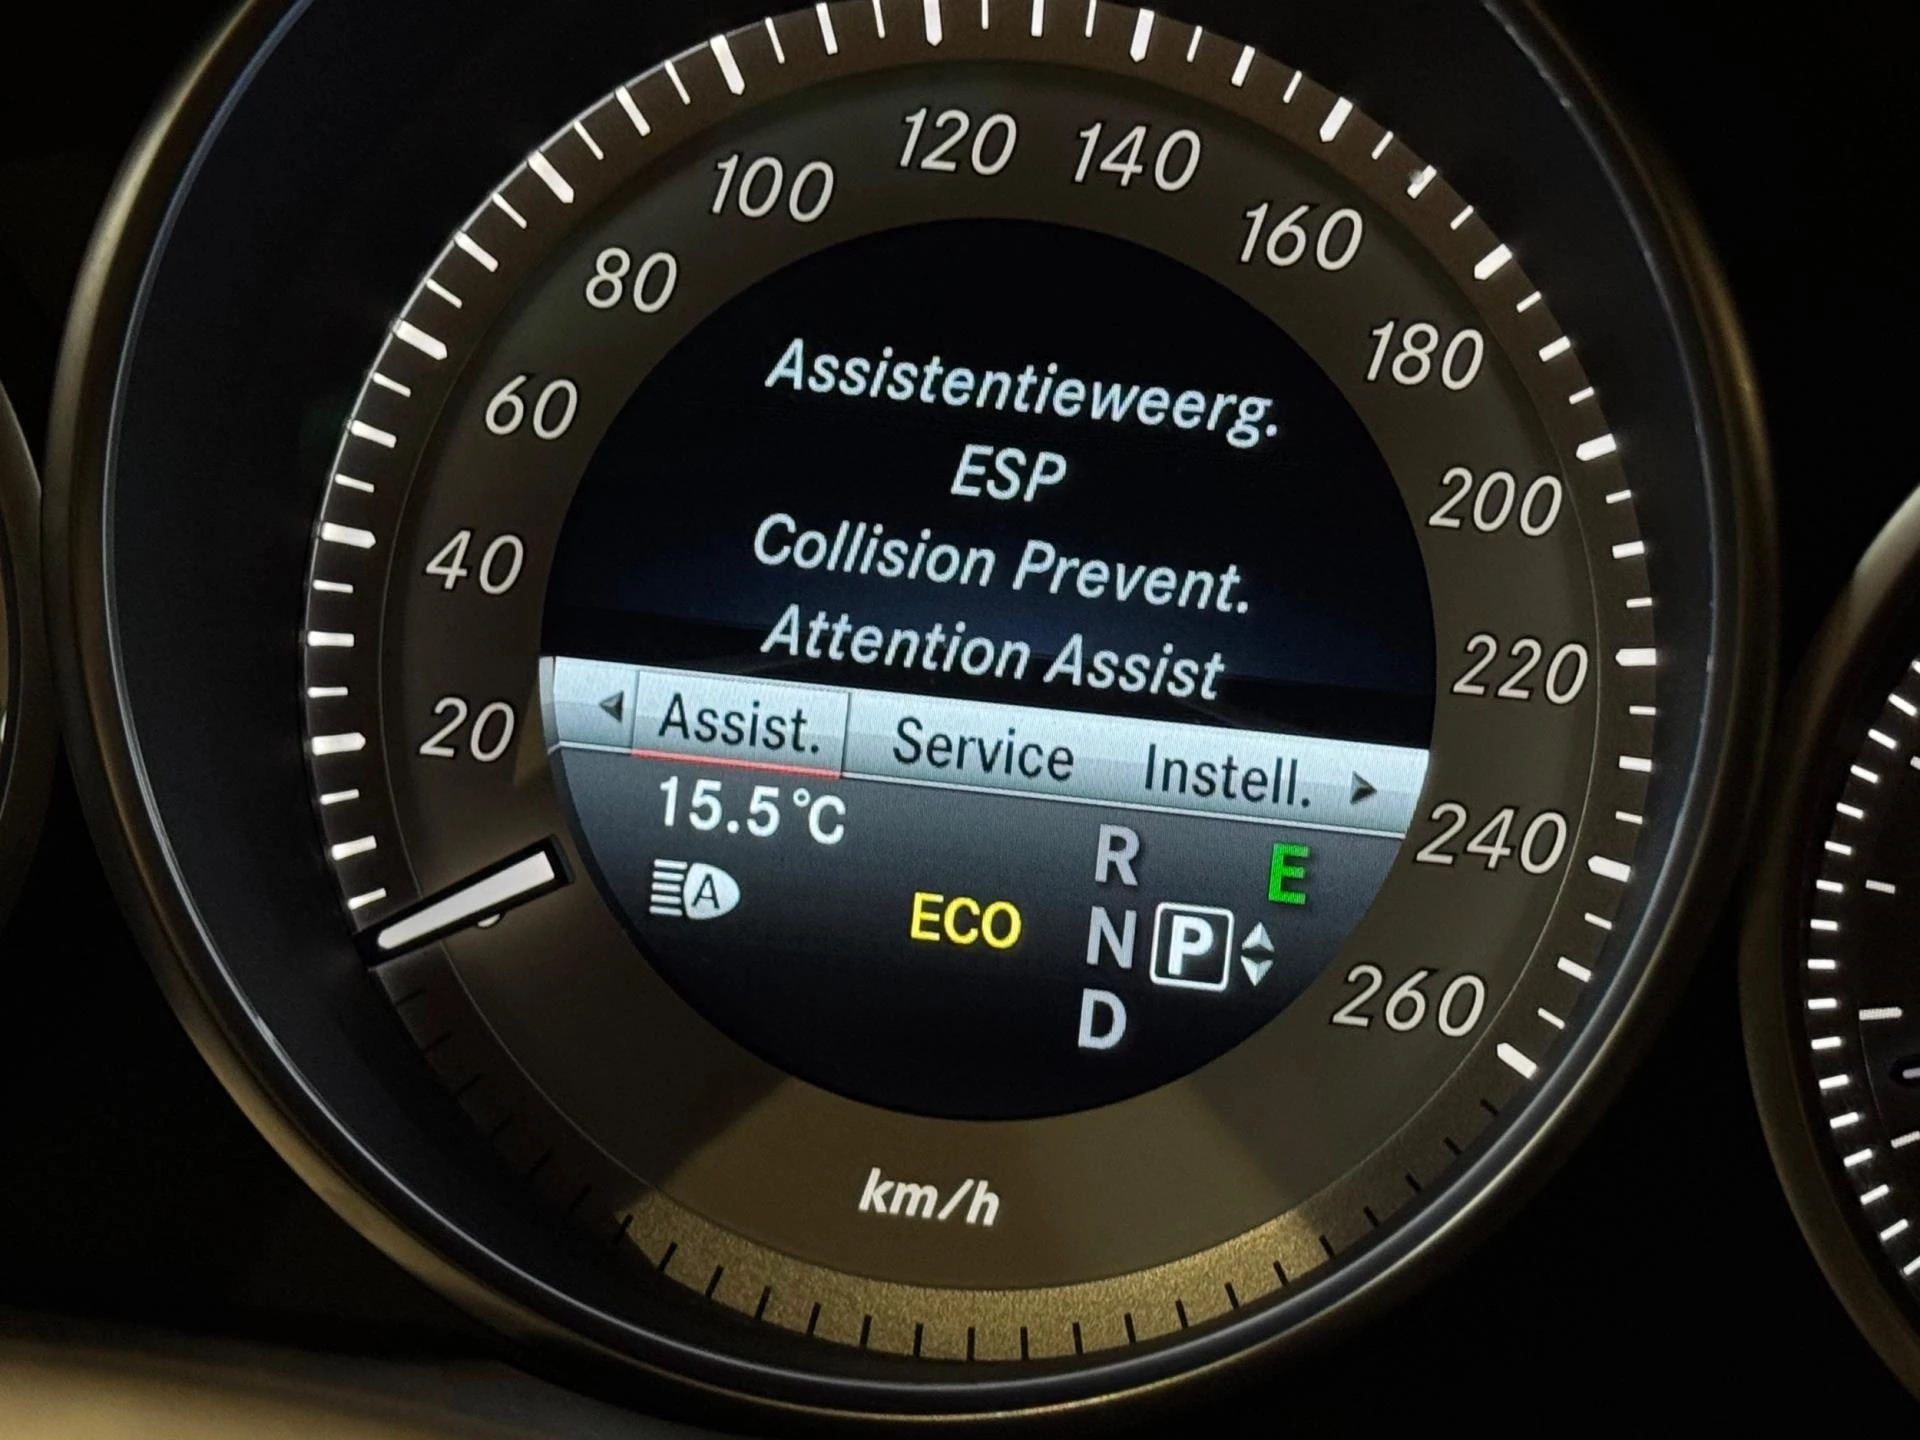 120 140
100 160
80 180
60 200
40 220
20 240
260
Assistentieweerg.
ESP
Collision Prevent.
Attention Assist
Assist. Service Instell.
15.5°C
A
ECO
R E
N P
D
km/h